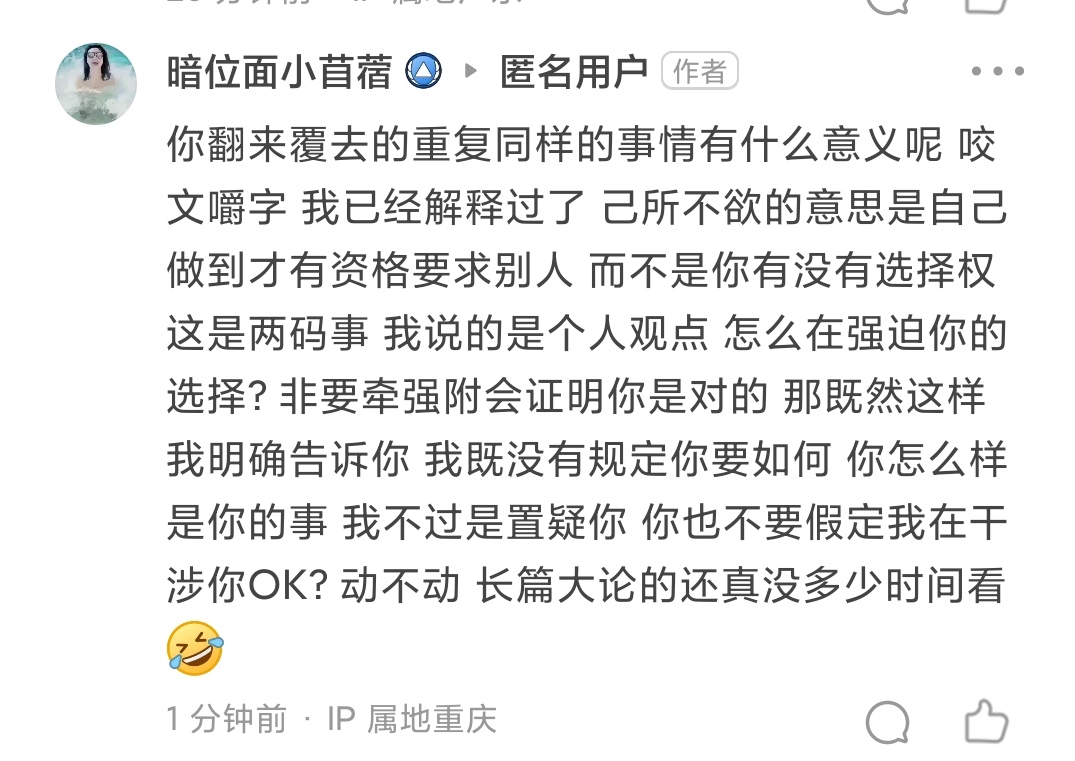 暗位面小苜蓿 匿名用户 作者
你翻来覆去的重复同样的事情有什么意义呢 咬
文嚼字 我已经解释过了 己所不欲的意思是自己
做到才有资格要求别人 而不是你有没有选择权
这是两码事 我说的是个人观点 怎么在强迫你的
选择? 非要牵强附会证明你是对的 那既然这样
我明确告诉你 我既没有规定你要如何 你怎么样
是你的事 我不过是置疑你 你也不要假定我在干
涉你OK? 动不动 长篇大论的还真没多少时间看
1 分钟前 · IP 属地重庆